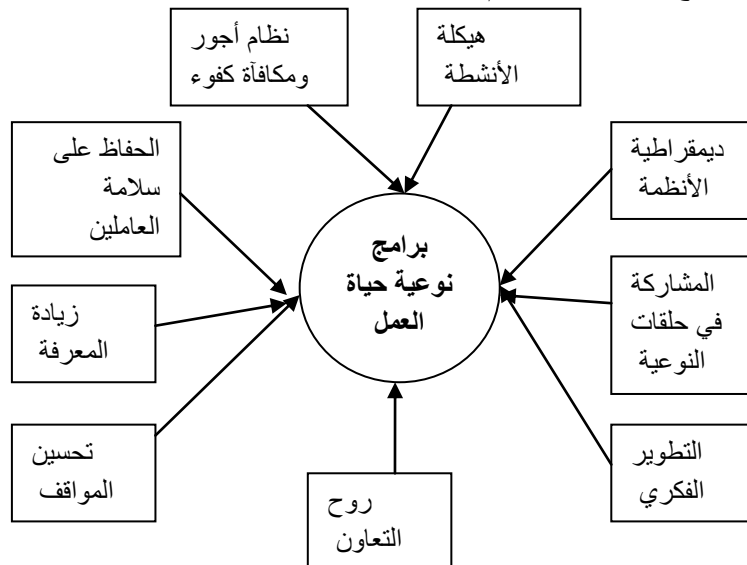 هيكلة
الأنشطة
نظام أجور
ومكافآة كفوء
ديمقراطية
الأنظمة
الحفاظ على
سلامة
العاملين
برامج
نوعية حياة
العمل
المشاركة
في حلقات
النوعية
زيادة
المعرفة
التطوير
الفكري
تحسين
المواقف
روح
التعاون